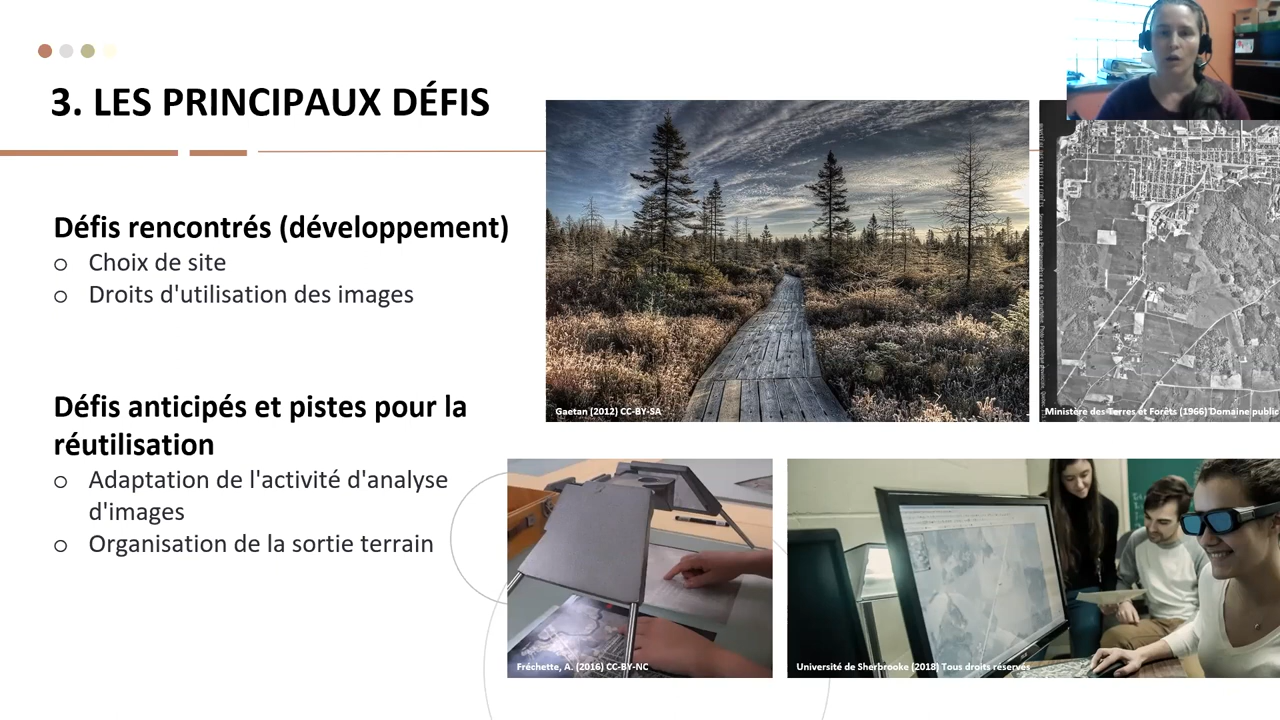 3. LES PRINCIPAUX DÉFIS
Défis rencontrés (développement)
o Choix de site
o Droits d'utilisation des images
Défis anticipés et pistes pour la
réutilisation
o Adaptation de l'activité d'analyse
d'images
o Organisation de la sortie terrain
Gaetan (2012) CC-BY-SA
Ministère des Terres et Forêts (1966) Domaine public
Fréchette, A. (2016) CC-BY-NC
Université de Sherbrooke (2018) Tous droits réservés